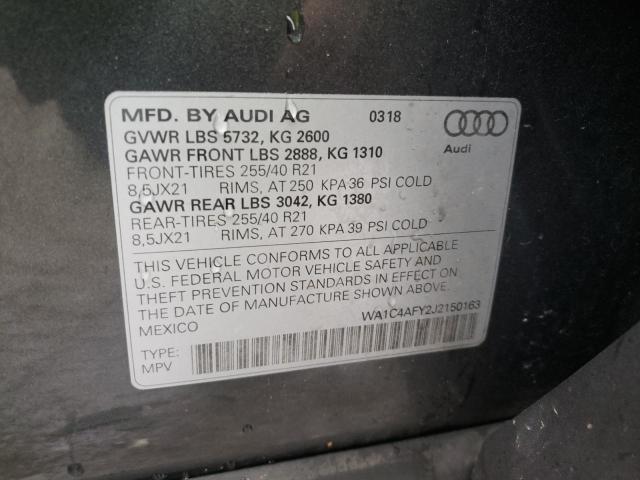 MFD. BY AUDI AG 0318
GVWR LBS 5732, KG 2600
GAWR FRONT LBS 2888, KG 1310
FRONT-TIRES 255/40 R21
8,5JX21 RIMS, AT 250 KPA 36 PSI COLD
GAWR REAR LBS 3042, KG 1380
REAR-TIRES 255/40 R21
8,5JX21 RIMS, AT 270 KPA 39 PSI COLD
Audi
THIS VEHICLE CONFORMS TO ALL APPLICABLE
U.S. FEDERAL MOTOR VEHICLE SAFETY AND
THEFT PREVENTION STANDARDS IN EFFECT ON
THE DATE OF MANUFACTURE SHOWN ABOVE.
MEXICO
WA1C4AFY2J2150163
TYPE:
MPV